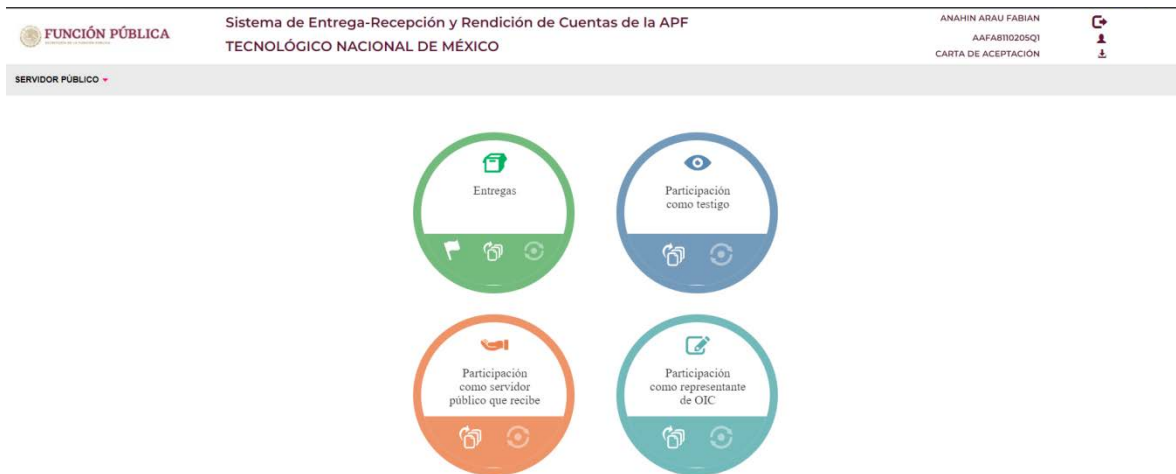 FUNCIÓN PÚBLICA
Sistema de Entrega-Recepción y Rendición de Cuentas de la APF
TECNOLÓGICO NACIONAL DE MÉXICO
ANAHIN ARAU FABIAN
AAFA8110205Q1
CARTA DE ACEPTACIÓN
SERVIDOR PÚBLICO
Entregas
Participación
como testigo
Participación
como servidor
público que recibe
Participación
como representante
de OIC